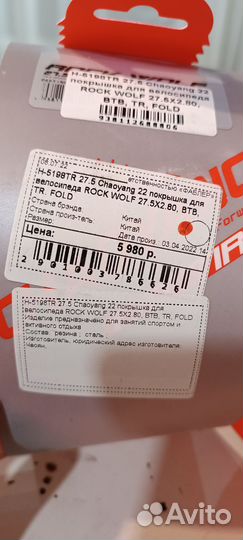 ROCK WOLF
H-5198TR 27.5 Chaoyang 22
покрышка для велосипеда
ROCK WOLF 27.5X2.80,
BTB, TR, FOLD
H-5198TR 27.5 Chaoyang 22 покрышка для
велосипеда ROCK WOLF 27.5X2.80, BTB,
TR, FOLD
Страна бренда: Китай
Страна произ-тель: Китай
Размер: Дата произ. 03.04.2023
Цена: 5 980 р.
2901003786626
H-5198TR 27.5 Chaoyang 22 покрышка для
велосипеда ROCK WOLF 27.5X2.80, BTB, TR, FOLD
Изделие предназначено для занятий спортом и
активного отдыха
Состав: резина ; сталь
Изготовитель, юридический адрес изготовителя:
Avito